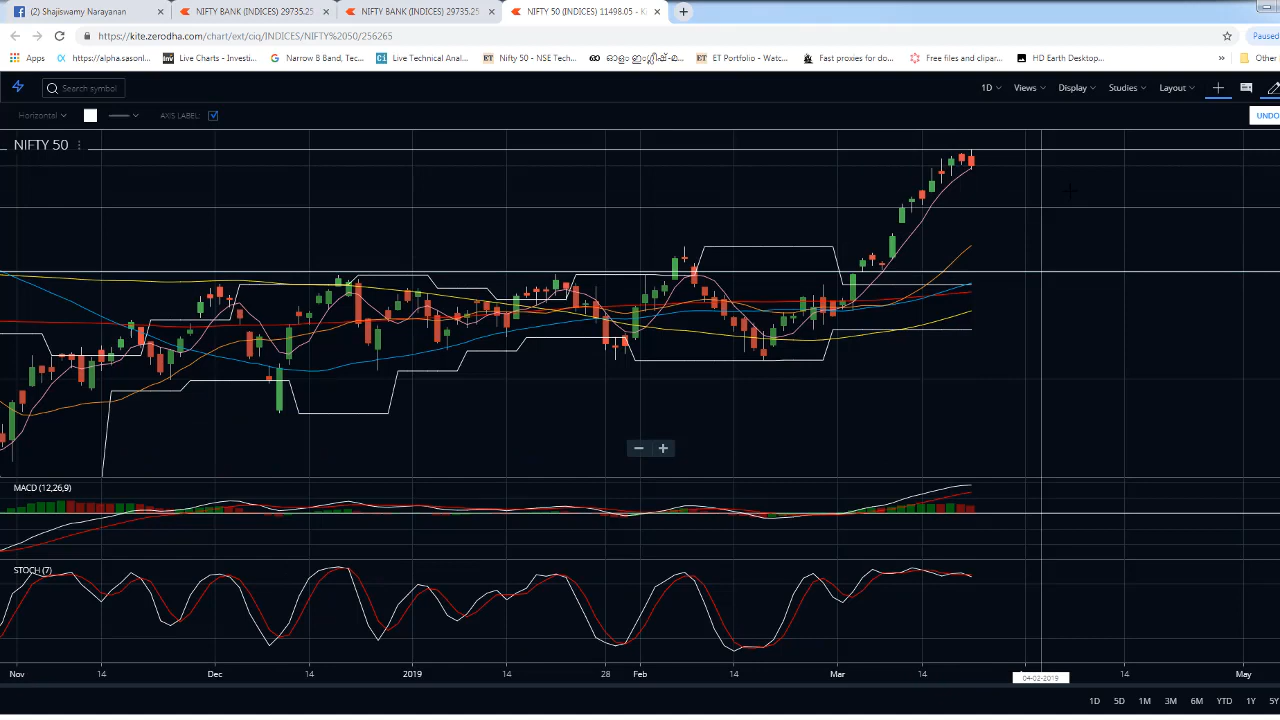 (2) Shajiswamy Narayanan × NIFTY BANK (INDICES) 29735.25 × NIFTY BANK (INDICES) 29735.25 × NIFTY 50 (INDICES) 11498.05 - Ki ×
https://kite.zerodha.com/chart/ext/ciq/INDICES/NIFTY%2050/256265 Paused
Apps https://alpha.sasonl... Live Charts - Investi... Narrow B B Red, Tec... Live Technical Anal... Nifty 50 - NSE Tech... ET Portfolio - Watc... Fast proxies for do... Free files and clipar... HD Earth Desktop... » Other
Search symbol 1D Views Display Studies Layout
Horizontal AXIS LABEL: UNDO
NIFTY 50
MACD (12,26,9)
STOCH (7)
Nov 14 Dec 14 2019 14 28 Feb 14 Mar 14 14 May
04-02-2019
1D 5D 1M 3M 6M YTD 1Y 5Y